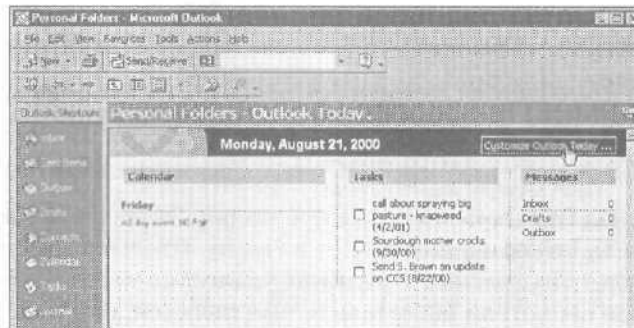 Personal Folders - Microsoft Outlook
File Edit View Favorites Tools Actions Help
New Send/Receive
Outlook Shortcuts
Personal Folders - Outlook Today
Monday, August 21, 2000
Customize Outlook Today ...
Calendar
Friday
Tasks
call about spraying big
pasture - knapweed
(4/2/01)
Sourdough mother crocks
(9/30/00)
Send S. Brown an update
on CCS (8/22/00)
Messages
Inbox 0
Drafts 0
Outbox 0
Inbox
Sent Items
Outbox
Drafts
Contacts
Calendar
Tasks
Journal